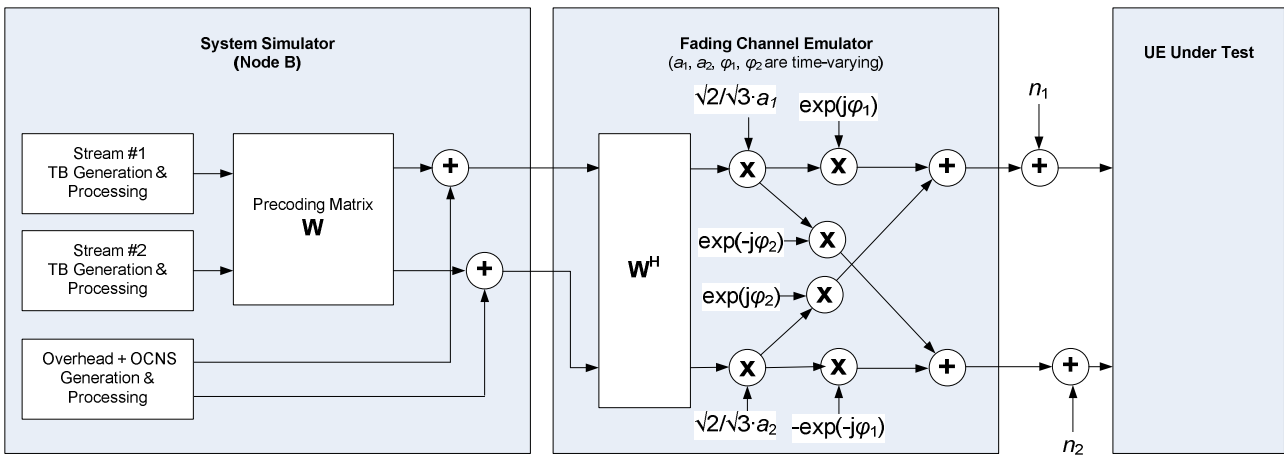 System Simulator
(Node B)
Stream #1
TB Generation &
Processing
Stream #2
TB Generation &
Processing
Overhead + OCNS
Generation &
Processing
Precoding Matrix
W
+
+
Fading Channel Emulator
(a₁, a₂, φ₁, φ₂ are time-varying)
Wᴴ
√2/√3·a₁
exp(jφ₁)
x
x
+
exp(-jφ₂)
x
exp(jφ₂)
x
x
x
+
√2/√3·a₂
-exp(-jφ₁)
n₁
+
+
n₂
UE Under Test